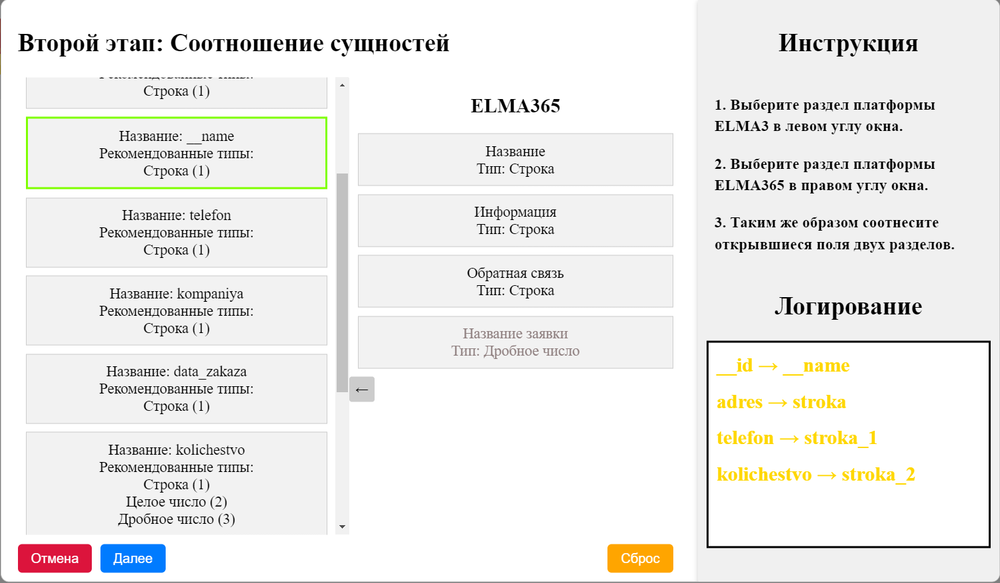 Второй этап: Соотношение сущностей
Рекомендованные типы:
Строка (1)
Название: __name
Рекомендованные типы:
Строка (1)
Название: telefon
Рекомендованные типы:
Строка (1)
Название: kompaniya
Рекомендованные типы:
Строка (1)
Название: data_zakaza
Рекомендованные типы:
Строка (1)
Название: kolichestvo
Рекомендованные типы:
Строка (1)
Целое число (2)
Дробное число (3)
ELMA365
Название
Тип: Строка
Информация
Тип: Строка
Обратная связь
Тип: Строка
Название заявки
Тип: Дробное число
←
Отмена
Далее
Сброс
Инструкция
1. Выберите раздел платформы
ELMA3 в левом углу окна.
2. Выберите раздел платформы
ELMA365 в правом углу окна.
3. Таким же образом соотнесите
открывшиеся поля двух разделов.
Логирование
__id → __name
adres → stroka
telefon → stroka_1
kolichestvo → stroka_2